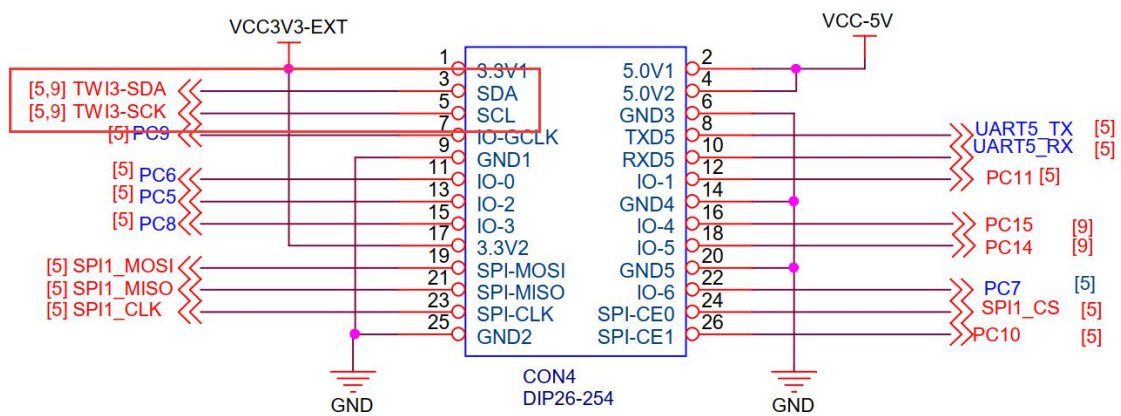 VCC3V3-EXT VCC-5V
1 3.3V1 5.0V1 2
[5,9] TWI3-SDA 3 SDA 5.0V2 4
[5,9] TWI3-SCK 5 SCL GND3 6
[5] PC9 7 IO-GCLK TXD5 8 UART5_TX [5]
9 GND1 RXD5 10 UART5_RX [5]
[5] PC6 11 IO-0 IO-1 12 PC11 [5]
[5] PC5 13 IO-2 GND4 14
[5] PC8 15 IO-3 IO-4 16 PC15 [9]
17 3.3V2 IO-5 18 PC14 [9]
[5] SPI1_MOSI 19 SPI-MOSI GND5 20
[5] SPI1_MISO 21 SPI-MISO IO-6 22 PC7 [5]
[5] SPI1_CLK 23 SPI-CLK SPI-CE0 24 SPI1_CS [5]
25 GND2 SPI-CE1 26 PC10 [5]
CON4
DIP26-254
GND GND